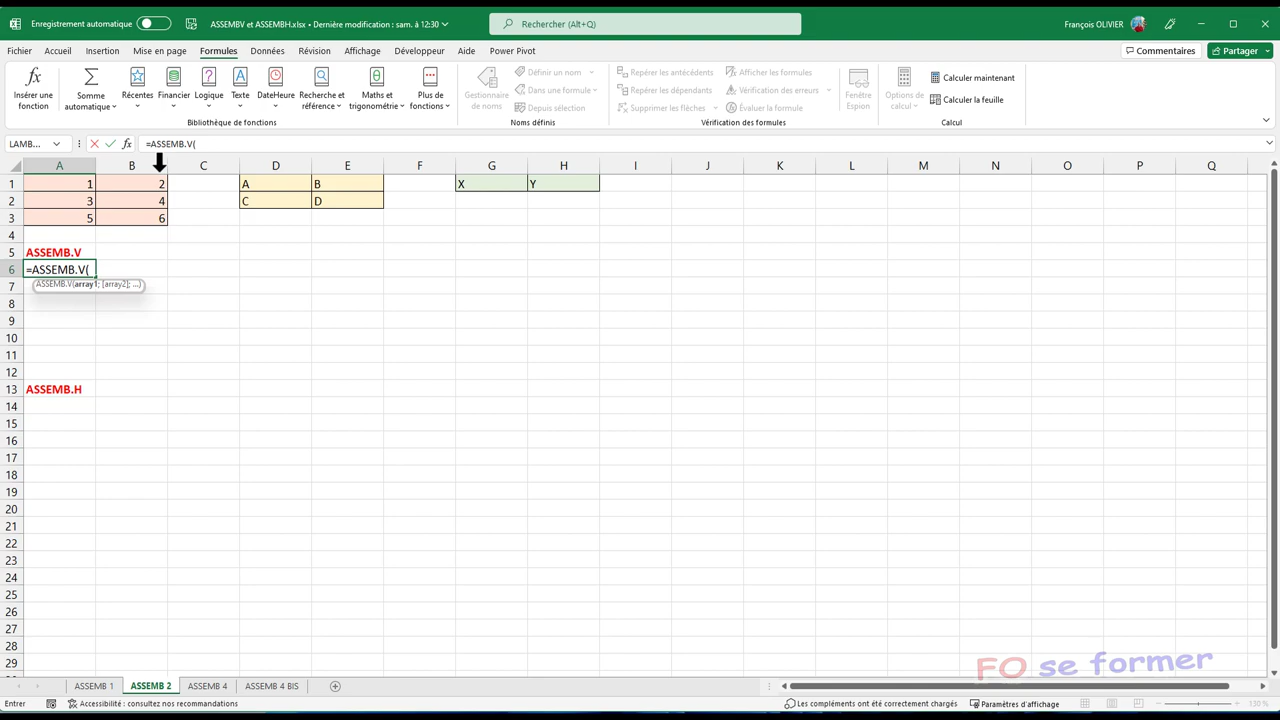 Enregistrement automatique
ASSEMBV et ASSEMBH.xlsx • Dernière modification : sam. à 12:30
Rechercher (Alt+Q)
François OLIVIER
Fichier Accueil Insertion Mise en page Formules Données Révision Affichage Développeur Aide Power Pivot
Commentaires
Partager
Insérer une fonction
Somme automatique
Récentes
Financier
Logique
Texte
DateHeure
Recherche et référence
Maths et trigonométrie
Plus de fonctions
Bibliothèque de fonctions
Gestionnaire de noms
Définir un nom
Dans une formule
Depuis sélection
Noms définis
Repérer les antécédents
Repérer les dépendants
Supprimer les flèches
Afficher les formules
Vérification des erreurs
Évaluer la formule
Vérification des formules
Fenêtre Espion
Options de calcul
Calculer maintenant
Calculer la feuille
Calcul
LAMB... fx =ASSEMB.V(
A B C D E F G H I J K L M N O P Q
1 1 2 A B X Y
2 3 4 C D
3 5 6
4
5 ASSEMB.V
6 =ASSEMB.V(
7 ASSEMB.V(array1; [array2]; ...)
8
9
10
11
12
13 ASSEMB.H
14
15
16
17
18
19
20
21
22
23
24
25
26
27
28
29
FO se former
ASSEMB 1 ASSEMB 2 ASSEMB 4 ASSEMB 4 BIS
Entrer
Accessibilité : consultez nos recommandations
Les compléments ont été correctement chargés
Paramètres d'affichage
130 %